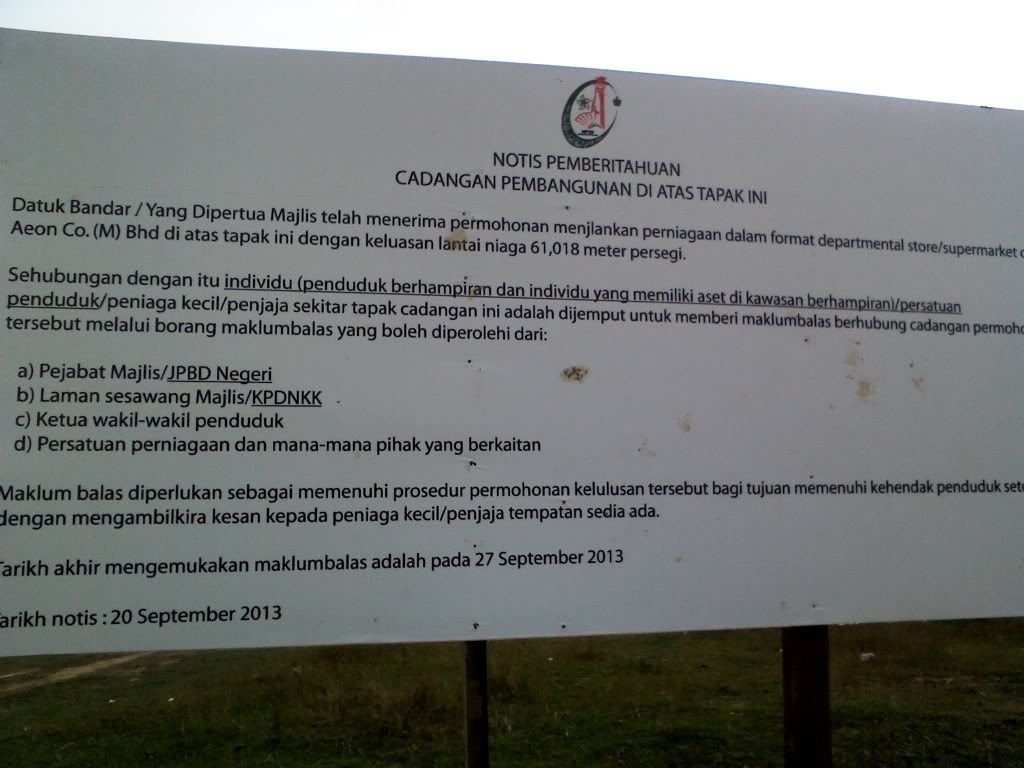 NOTIS PEMBERITAHUAN
CADANGAN PEMBANGUNAN DI ATAS TAPAK INI
Datuk Bandar / Yang Dipertua Majlis telah menerima permohonan menjlankan perniagaan dalam format departmental store/supermarket
Aeon Co. (M) Bhd di atas tapak ini dengan keluasan lantai niaga 61,018 meter persegi.
Sehubungan dengan itu individu (penduduk berhampiran dan individu yang memiliki aset di kawasan berhampiran)/persatuan
penduduk/peniaga kecil/penjaja sekitar tapak cadangan ini adalah dijemput untuk memberi maklumbalas berhubung cadangan
tersebut melalui borang maklumbalas yang boleh diperolehi dari:
a) Pejabat Majlis/JPBD Negeri
b) Laman sesawang Majlis/KPDNKK
c) Ketua wakil-wakil penduduk
d) Persatuan perniagaan dan mana-mana pihak yang berkaitan
Maklum balas diperlukan sebagai memenuhi prosedur permohonan kelulusan tersebut bagi tujuan memenuhi kehendak penduduk
dengan mengambilkira kesan kepada peniaga kecil/penjaja tempatan sedia ada.
Tarikh akhir mengemukakan maklumbalas adalah pada 27 September 2013
Tarikh notis : 20 September 2013